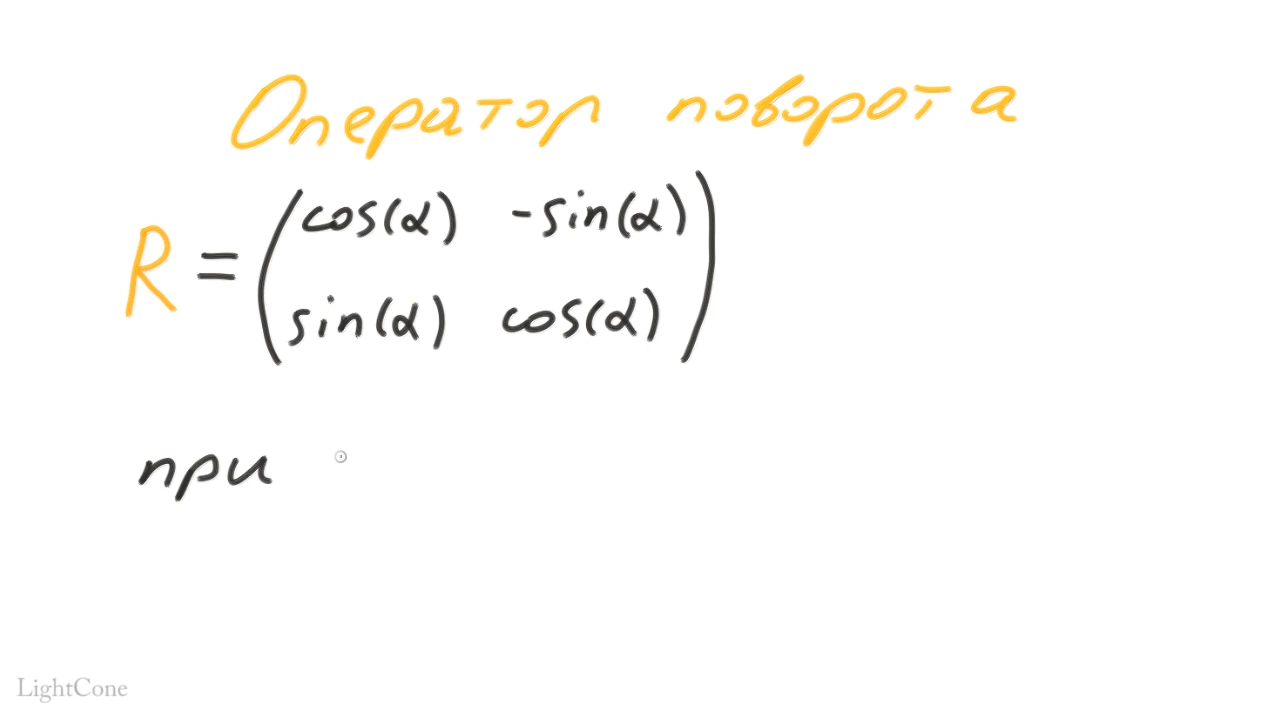 Оператор поворота
R = ( cos(α) -sin(α)
sin(α) cos(α) )
при
LightCone